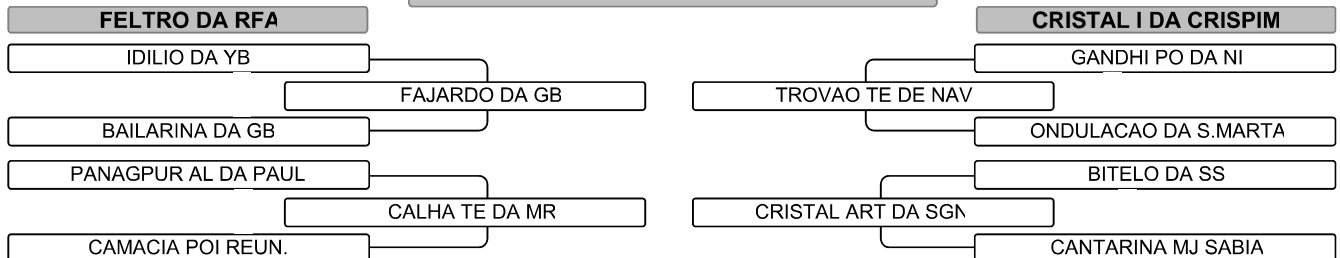 FELTRO DA RFA
CRISTAL I DA CRISPIM
IDILIO DA YB
GANDHI PO DA NI
FAJARDO DA GB
TROVAO TE DE NAV
BAILARINA DA GB
ONDULACAO DA S.MARTA
PANAGPUR AL DA PAUL
BITELO DA SS
CALHA TE DA MR
CRISTAL ART DA SGN
CAMACIA POI REUN.
CANTARINA MJ SABIA